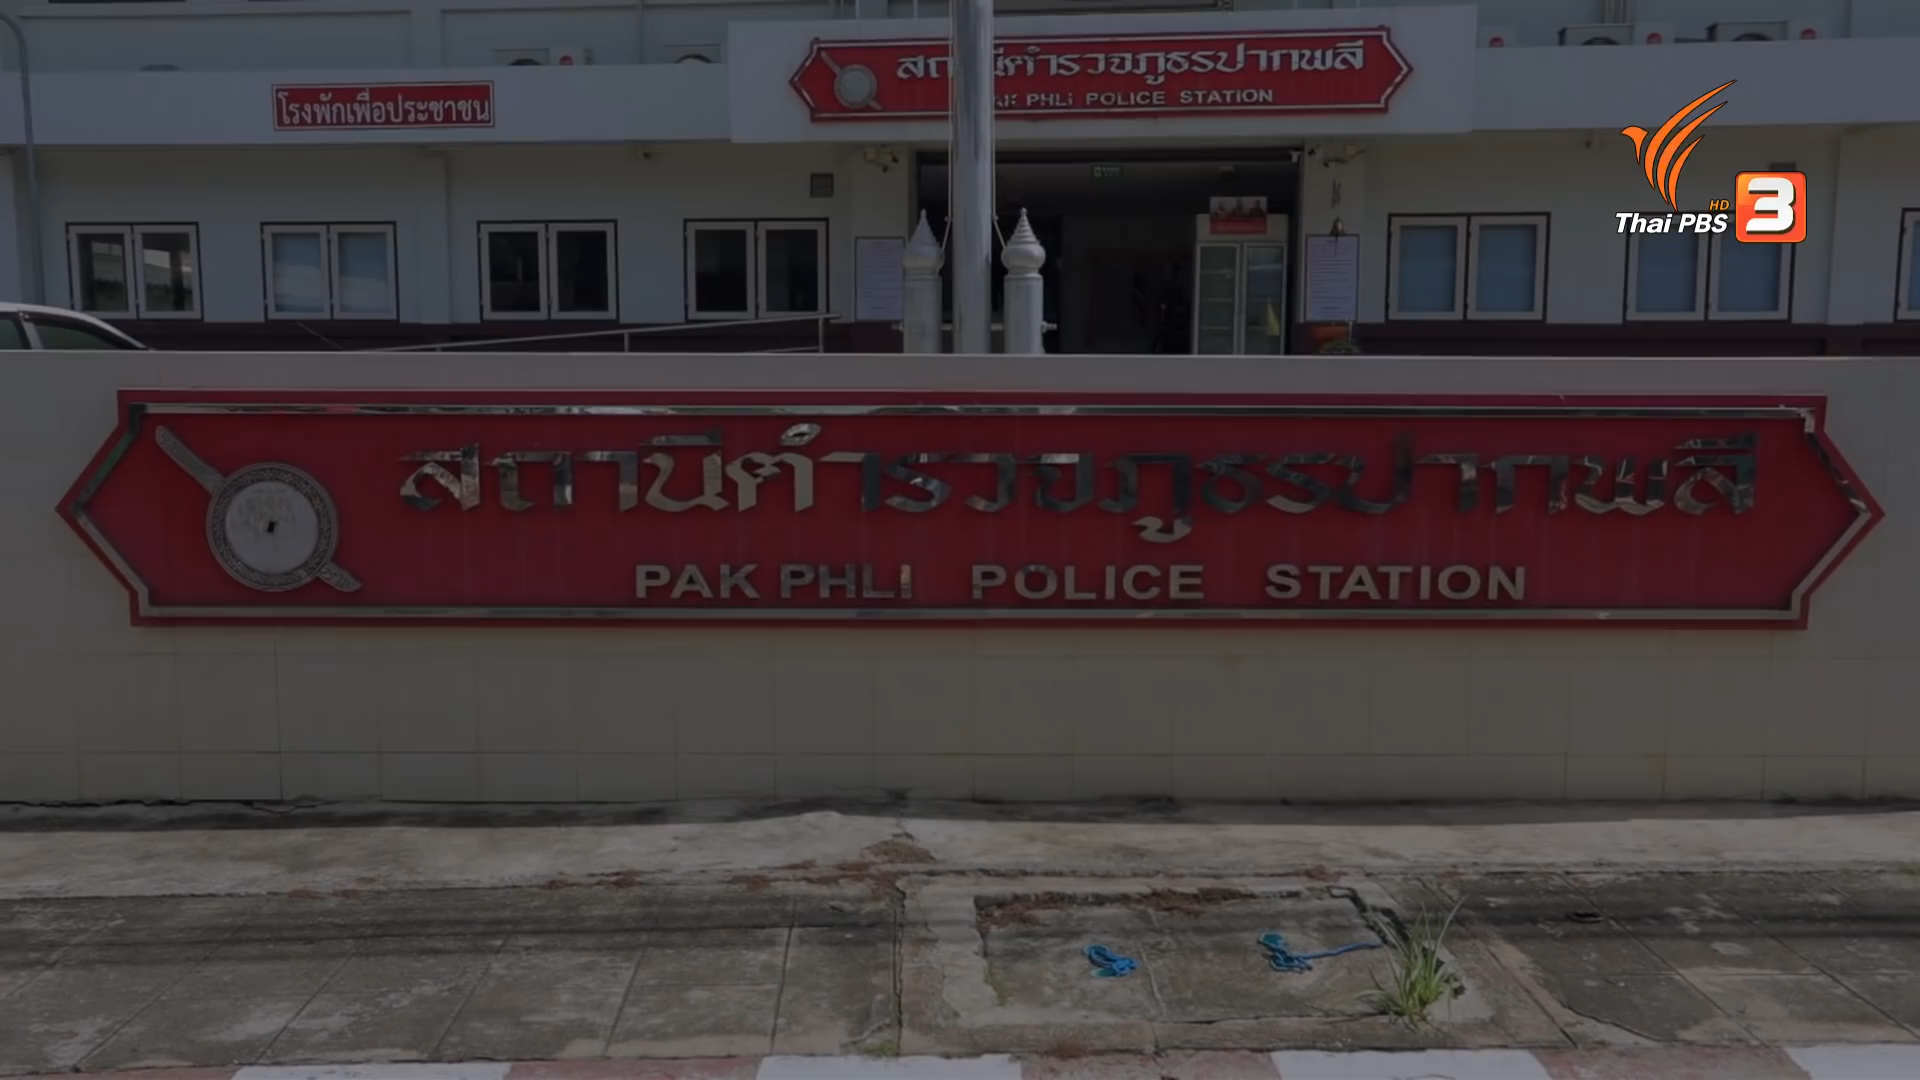 สถานีตำรวจภูธรปากพลี
PHLI POLICE STATION
โรงพักเพื่อประชาชน
HD
Thai PBS 3
สถานีตำรวจภูธรปากพลี
PAK PHLI POLICE STATION